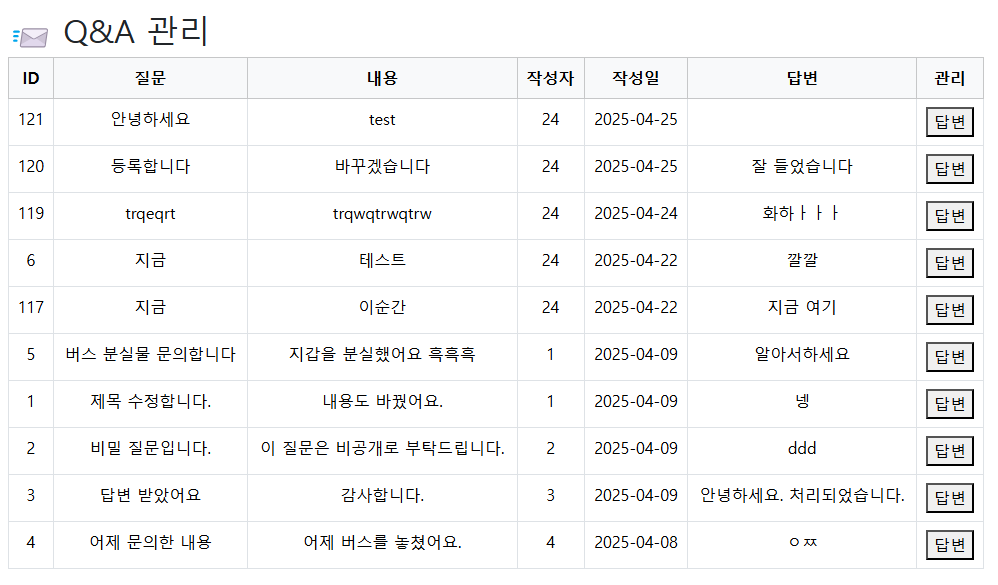 Q&A 관리
ID 질문 내용 작성자 작성일 답변 관리
121 안녕하세요 test 24 2025-04-25 답변
120 등록합니다 바꾸겠습니다 24 2025-04-25 잘 들었습니다 답변
119 trqeqrt trqwqtrwqtrw 24 2025-04-24 화하ㅏㅏㅏ 답변
6 지금 테스트 24 2025-04-22 깔깔 답변
117 지금 이순간 24 2025-04-22 지금 여기 답변
5 버스 분실물 문의합니다 지갑을 분실했어요 흑흑흑 1 2025-04-09 알아서하세요 답변
1 제목 수정합니다. 내용도 바꿨어요. 1 2025-04-09 넹 답변
2 비밀 질문입니다. 이 질문은 비공개로 부탁드립니다. 2 2025-04-09 ddd 답변
3 답변 받았어요 감사합니다. 3 2025-04-09 안녕하세요. 처리되었습니다. 답변
4 어제 문의한 내용 어제 버스를 놓쳤어요. 4 2025-04-08 ㅇㅉ 답변